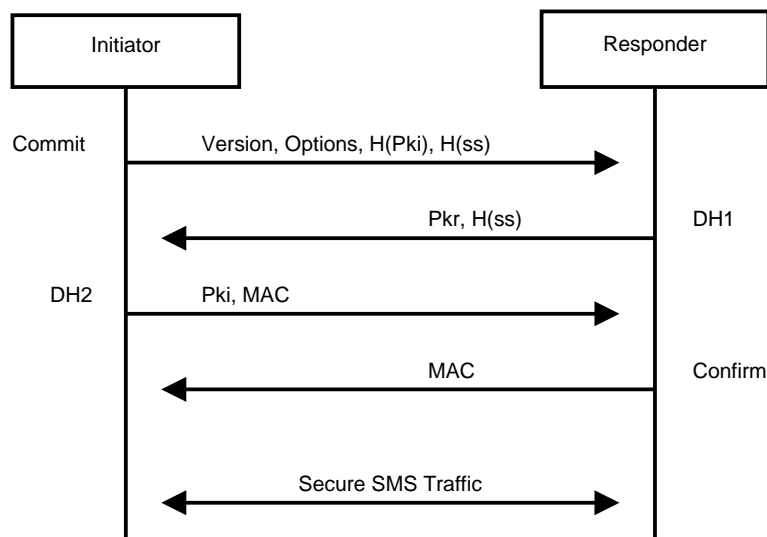 Initiator
Responder
Commit
Version, Options, H(Pki), H(ss)
Pkr, H(ss)
DH1
DH2
Pki, MAC
MAC
Confirm
Secure SMS Traffic